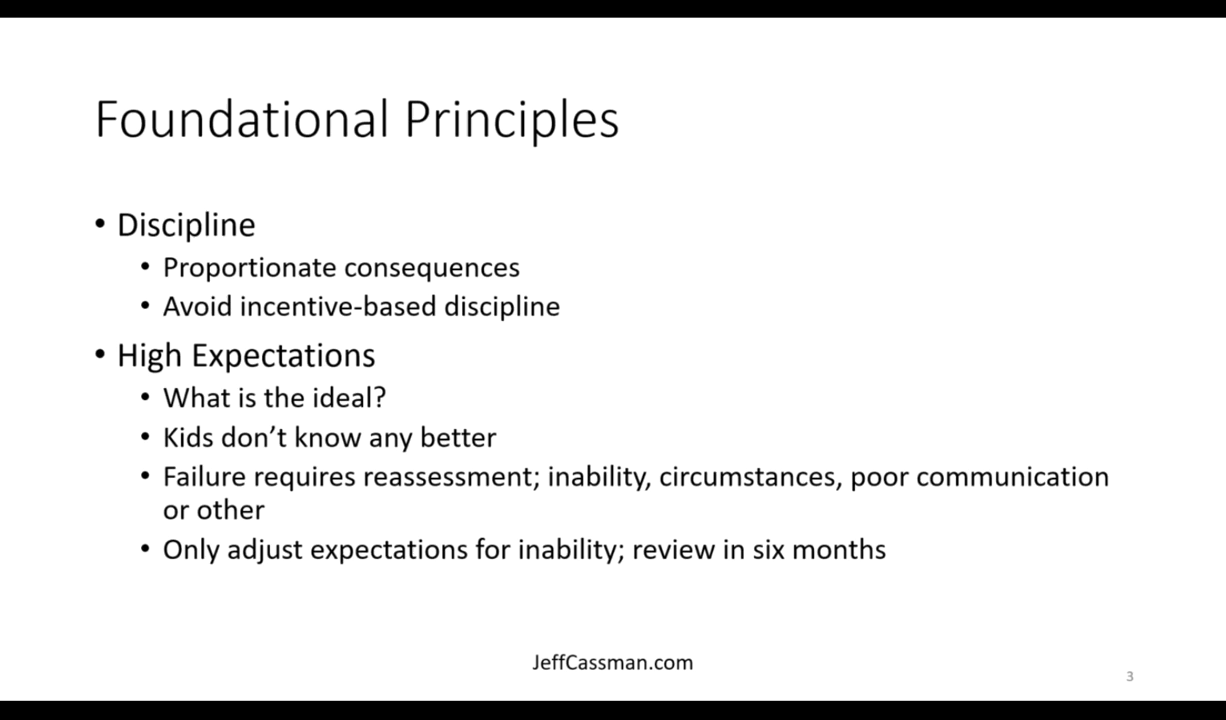 Foundational Principles
• Discipline
• Proportionate consequences
• Avoid incentive-based discipline
• High Expectations
• What is the ideal?
• Kids don’t know any better
• Failure requires reassessment; inability, circumstances, poor communication
or other
• Only adjust expectations for inability; review in six months
JeffCassman.com
3